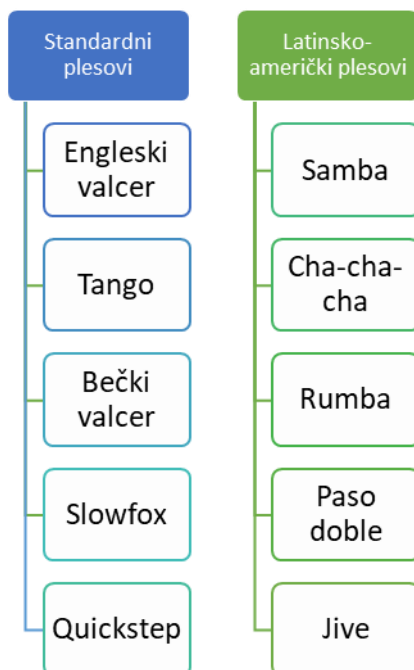 Standardni
plesovi
Engleski
valcer
Tango
Bečki
valcer
Slowfox
Quickstep
Latinsko-
američki plesovi
Samba
Cha-cha-
cha
Rumba
Paso
doble
Jive